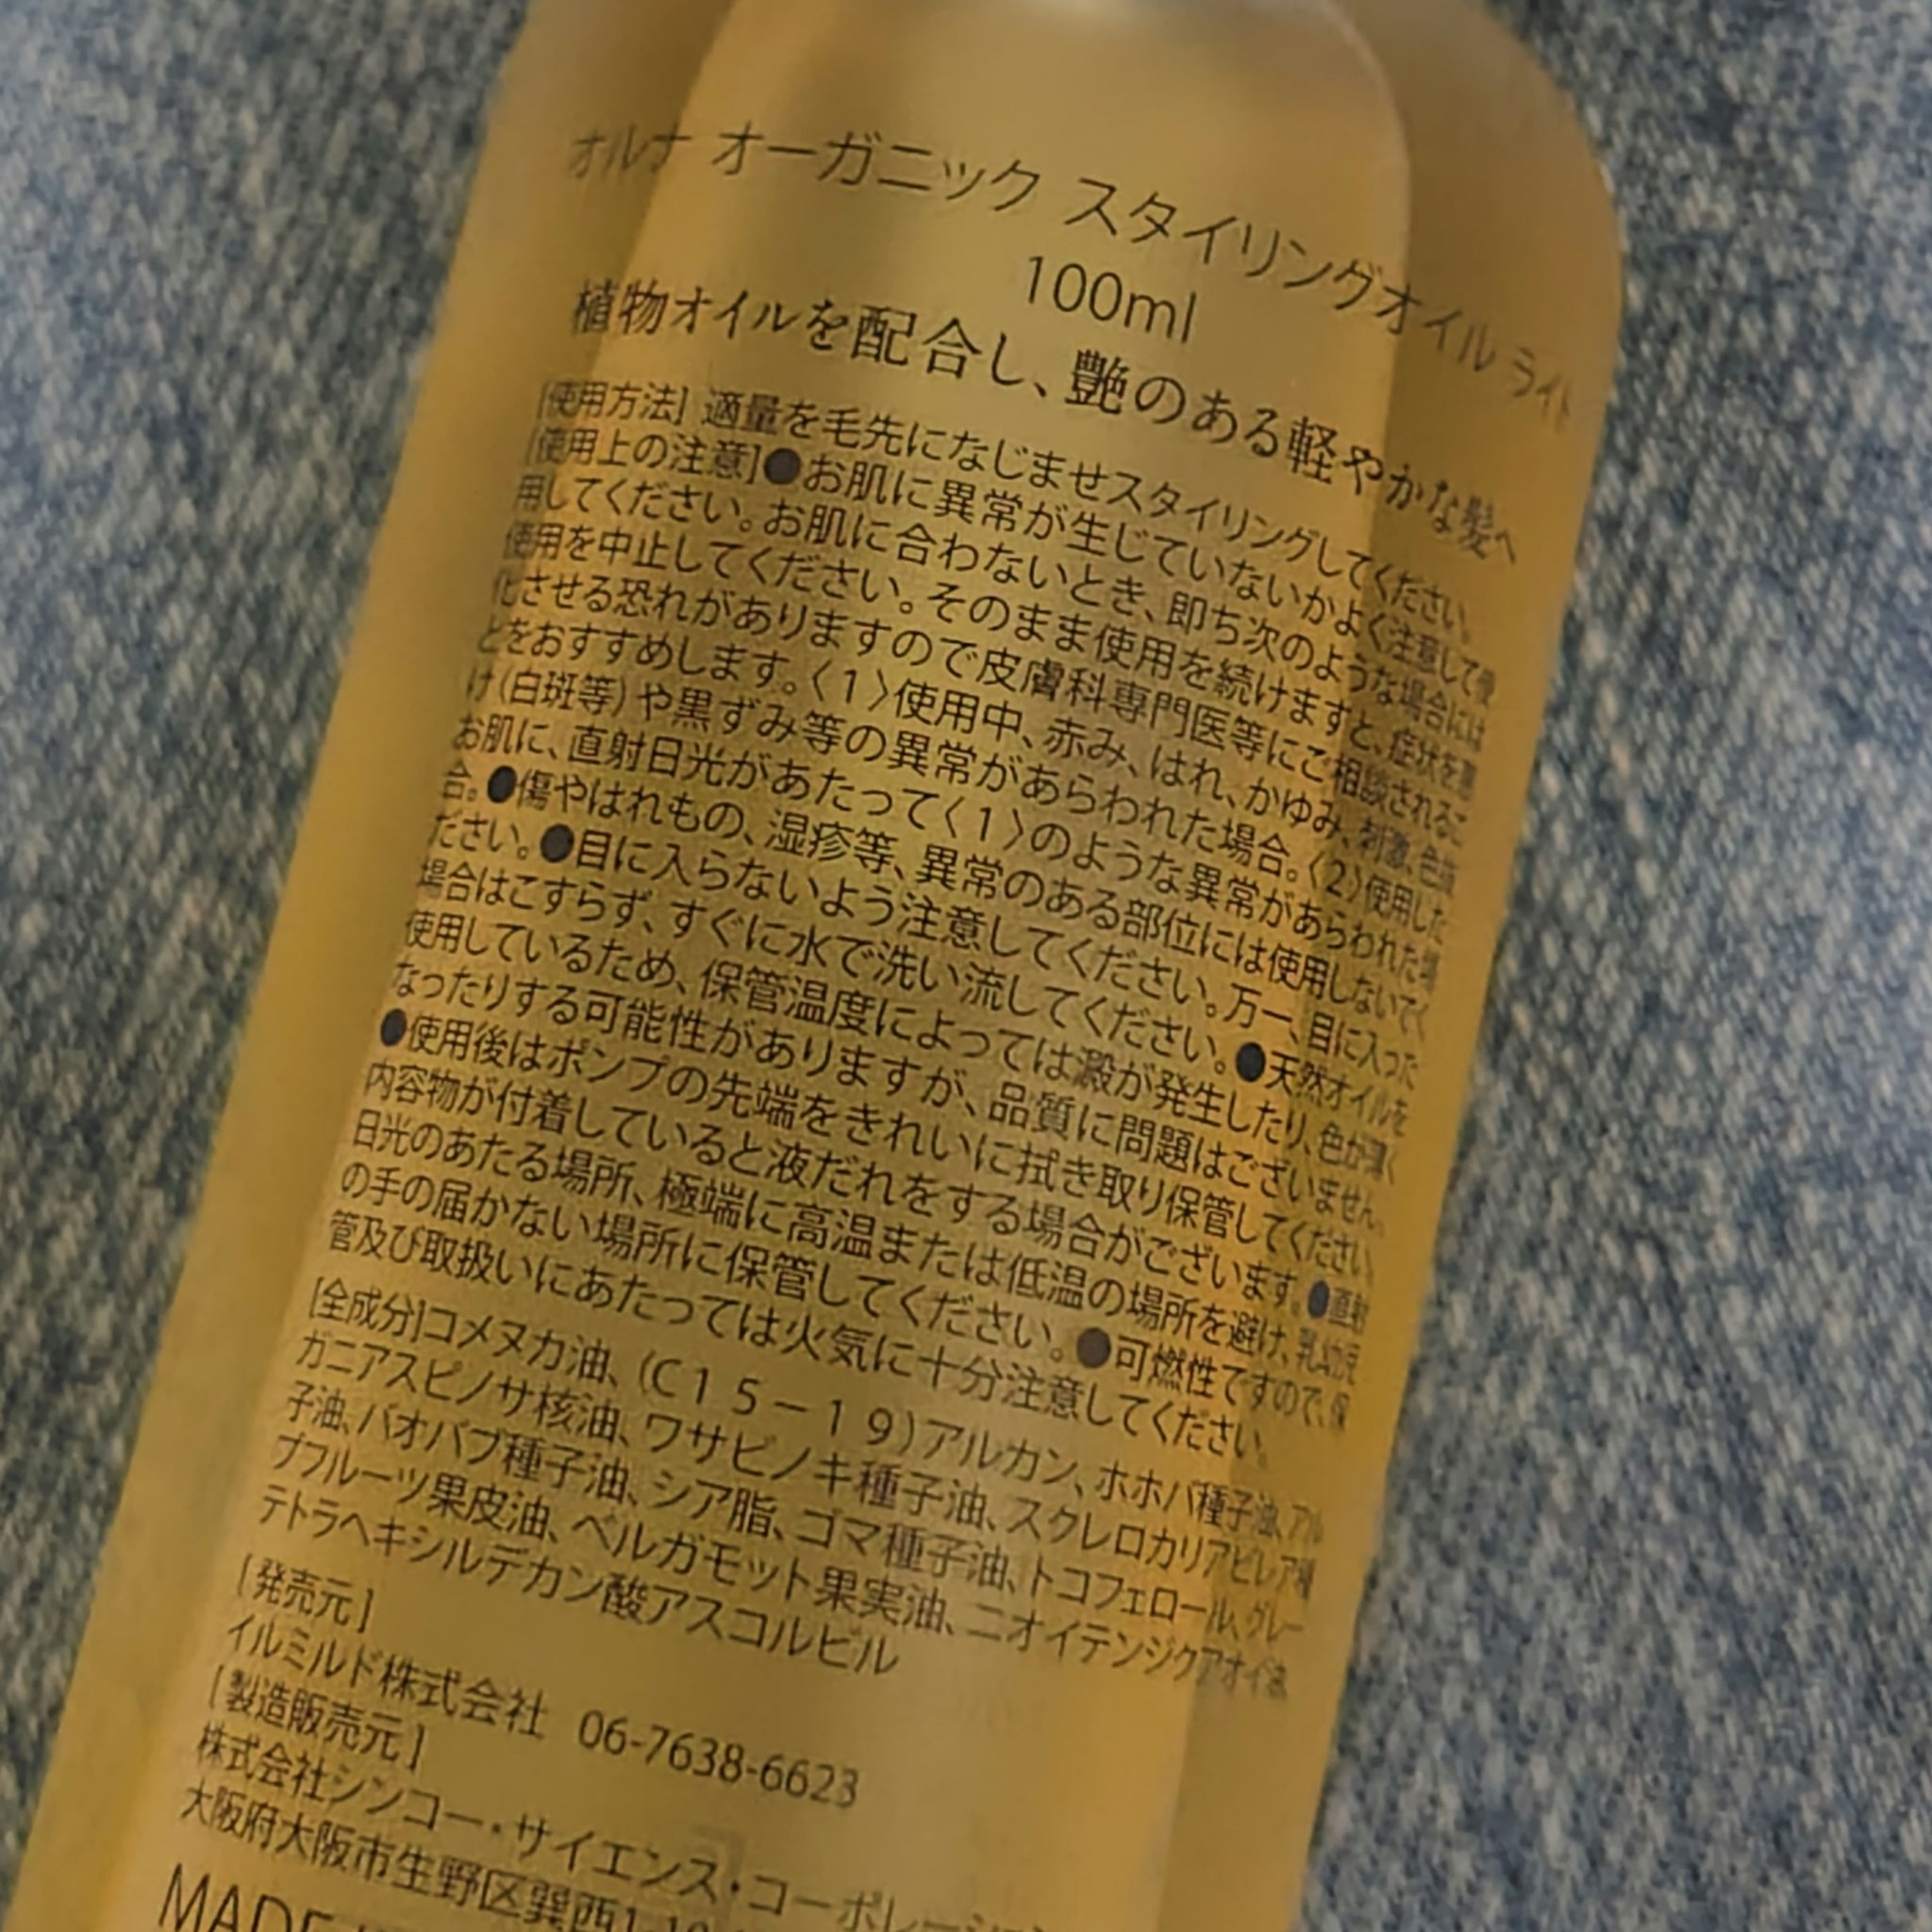 オルナ オーガニック スタイリングオイル ライト
100ml
植物オイルを配合し、艶のある軽やかな髪へ
[使用方法] 適量を毛先になじませスタイリングしてください。
[使用上の注意]●お肌に異常が生じていないかよく注意して使
用してください。お肌に合わないとき、即ち次のような場合には
使用を中止してください。そのまま使用を続けますと、症状を悪
化させる恐れがありますので皮膚科専門医等にご相談されるこ
とをおすすめします。〈1〉使用中、赤み、はれ、かゆみ、刺激、色抜
け(白斑等)や黒ずみ等の異常があらわれた場合。〈2〉使用した
お肌に、直射日光があたって〈1〉のような異常があらわれた場
合。●傷やはれもの、湿疹等、異常のある部位には使用しないでく
ださい。●目に入らないよう注意してください。万一、目に入った
場合はこすらず、すぐに水で洗い流してください。●天然オイルを
使用しているため、保管温度によっては澱が発生したり、色が薄く
なったりする可能性がありますが、品質に問題はございません。
●使用後はポンプの先端をきれいに拭き取り保管してください。
内容物が付着していると液だれをする場合がございます。●直射
日光のあたる場所、極端に高温または低温の場所を避け、乳幼児
の手の届かない場所に保管してください。●可燃性ですので、保
管及び取扱いにあたっては火気に十分注意してください。
[全成分]コメヌカ油、(C15-19)アルカン、ホホバ種子油、アル
ガニアスピノサ核油、ワサビノキ種子油、スクレロカリアビレア種
子油、バオバブ種子油、シア脂、ゴマ種子油、トコフェロール、グレー
プフルーツ果皮油、ベルガモット果実油、ニオイテンジクアオイ油、
テトラヘキシルデカン酸アスコルビル
[発売元]
イルミルド株式会社 06-7638-6623
[製造販売元]
株式会社シンコー・サイエンス・コーポレーション
大阪府大阪市生野区巽西
MADE